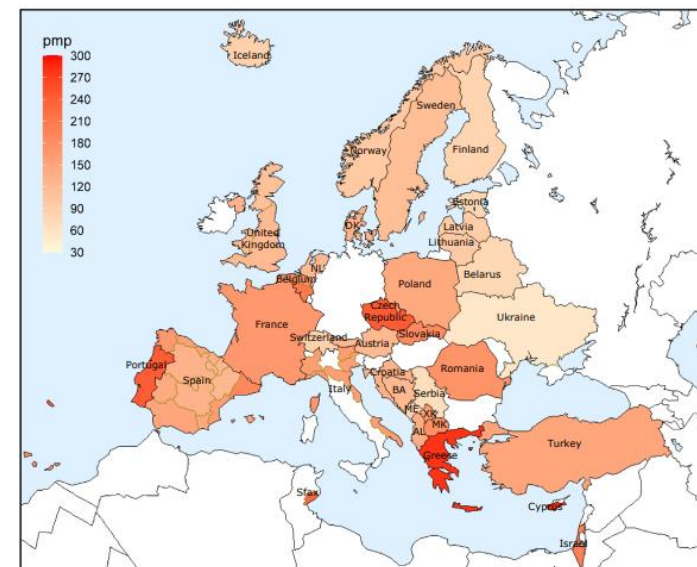 pmp
300
270
240
210
180
150
120
90
60
30
Iceland
Sweden
Norway
Finland
Estonia
Latvia
Lithuania
DK
United
Kingdom
NL
Belgium
Belarus
Poland
Ukraine
Czech
Republic
Slovakia
France
Switzerland
Austria
Romania
Croatia
Portugal
Spain
Italy
BA
Serbia
ME
XK
MK
AL
Greese
Turkey
Sfax
Cyprus
Israel